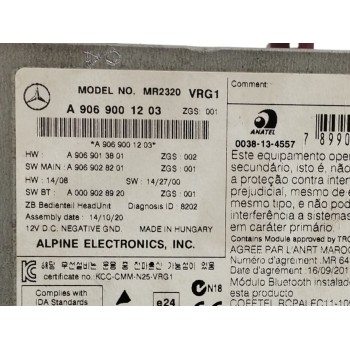 MODEL NO. MR2320 VRG1
A 906 900 12 03 ZGS: 001
*A 906 900 12 03*
HW : A 906 901 38 01 ZGS : 002
SW MAIN : A 906 902 82 01 ZGS : 001
HW : 14/08 SW : 14/27/00
SW BT : A 000 902 89 20 ZGS : 001
ZB Bedienteil HeadUnit Diagnosis ID : 8202
Assembly date : 14/10/20
12V D.C. NEGATIVE GND. MADE IN HUNGARY
ALPINE ELECTRONICS, INC.
certificate no.: KCC-CMM-N25-VRG1
Complies with
IDA Standards
e24
N18
Comment:
ANATEL
0038-13-4557
7 8990
Este equipamento oper
secundário, isto é, não
a proteção contra inter
prejudicial, mesmo de e
mesmo tipo, e não pod
interferência a sistemas
em caráter primário.
Contains Module approved by TRC
AGREE PAR L'ANRT MAROC
Numéro d'agrément: MR 64
Date d'agrément: 16/09/201
Módulo Bluetooth instalado
esta producto